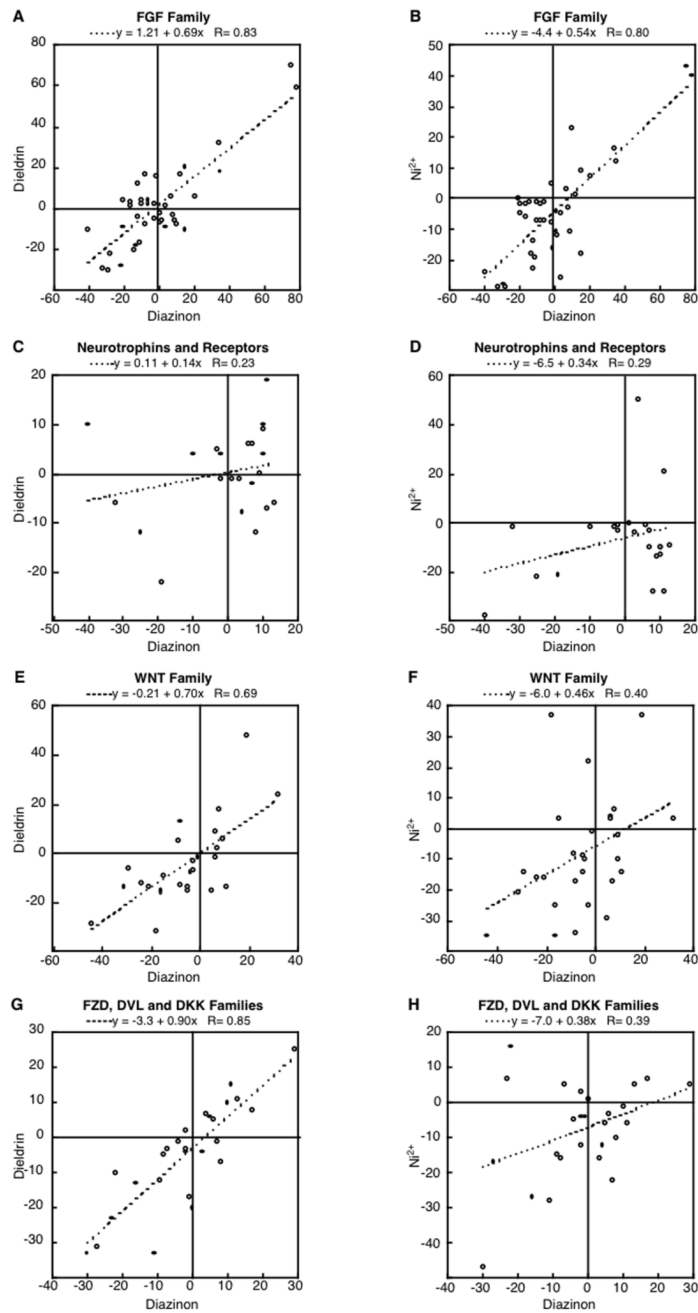 A
FGF Family
y = 1.21 + 0.69x R= 0.83
80
60
40
20
0
-20
-60 -40 -20 0 20 40 60 80
Dieldrin
Diazinon
B
FGF Family
y = -4.4 + 0.54x R= 0.80
50
40
30
20
10
0
-10
-20
-60 -40 -20 0 20 40 60 80
Ni2+
Diazinon
C
Neurotrophins and Receptors
y = 0.11 + 0.14x R= 0.23
20
10
0
-10
-20
-50 -40 -30 -20 -10 0 10 20
Dieldrin
Diazinon
D
Neurotrophins and Receptors
y = -6.5 + 0.34x R= 0.29
60
40
20
0
-20
-50 -40 -30 -20 -10 0 10 20
Ni2+
Diazinon
E
WNT Family
y = -0.21 + 0.70x R= 0.69
60
40
20
0
-20
-60 -40 -20 0 20 40
Dieldrin
Diazinon
F
WNT Family
y = -6.0 + 0.46x R= 0.40
40
30
20
10
0
-10
-20
-30
-60 -40 -20 0 20 40
Ni2+
Diazinon
G
FZD, DVL and DKK Families
y = -3.3 + 0.90x R= 0.85
30
20
10
0
-10
-20
-30
-40 -30 -20 -10 0 10 20 30
Dieldrin
Diazinon
H
FZD, DVL and DKK Families
y = -7.0 + 0.38x R= 0.39
20
10
0
-10
-20
-30
-40
-40 -30 -20 -10 0 10 20 30
Ni2+
Diazinon